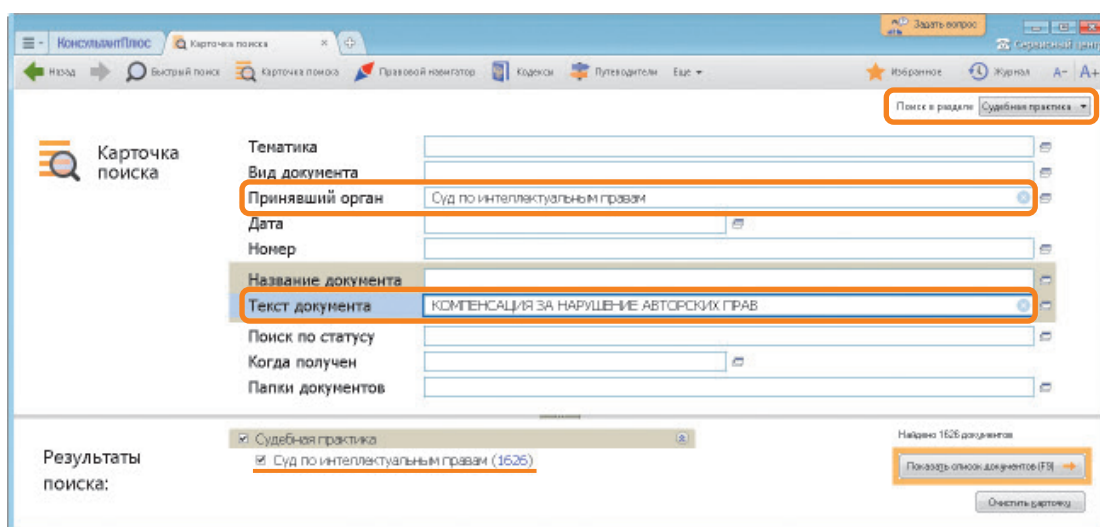 Задать вопрос
КонсультантПлюс Карточка поиска
Сервисный центр
Назад Быстрый поиск Карточка поиска Правовой навигатор Кодексы Путеводители Еще Избранное Журнал A- A+
Поиск в разделе Судебная практика
Карточка поиска
Тематика
Вид документа
Принявший орган Суд по интеллектуальным правам
Дата
Номер
Название документа
Текст документа КОМПЕНСАЦИЯ ЗА НАРУШЕНИЕ АВТОРСКИХ ПРАВ
Поиск по статусу
Когда получен
Папки документов
Результаты поиска:
Судебная практика
Суд по интеллектуальным правам (1626)
Найдено 1626 документов
Показать список документов (F9)
Очистить карточку